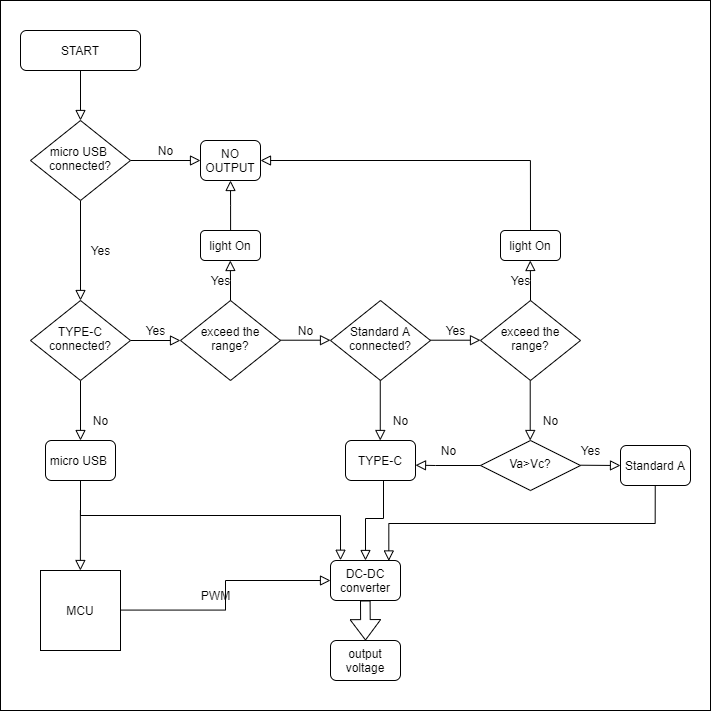 START
micro USB
connected?
No
NO
OUTPUT
Yes
light On
light On
Yes
Yes
TYPE-C
connected?
Yes
exceed the
range?
No
Standard A
connected?
Yes
exceed the
range?
No
No
No
micro USB
TYPE-C
No
Va>Vc?
Yes
Standard A
MCU
PWM
DC-DC
converter
output
voltage